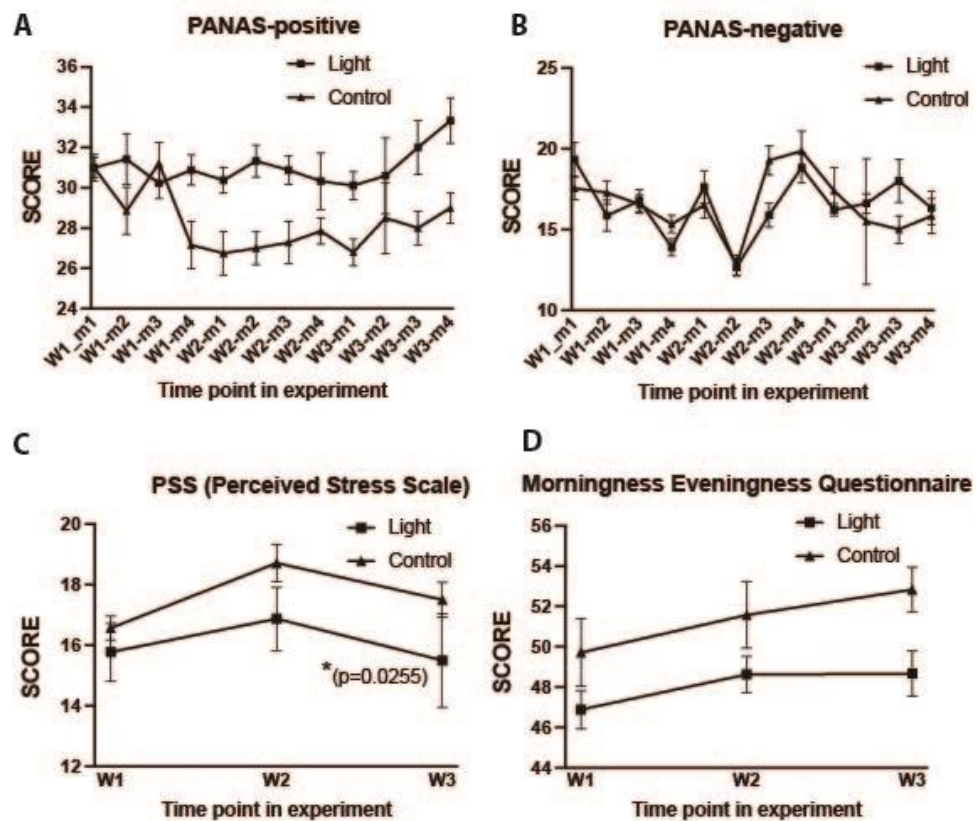 A
PANAS-positive
Light
Control
36
34
32
30
28
26
24
SCORE
W1_m1
W1-m2
W1-m3
W1-m4
W2-m1
W2-m2
W2-m3
W2-m4
W3-m1
W3-m2
W3-m3
W3-m4
Time point in experiment
B
PANAS-negative
Light
Control
25
20
15
10
SCORE
W1_m1
W1-m2
W1-m3
W1-m4
W2-m1
W2-m2
W2-m3
W2-m4
W3-m1
W3-m2
W3-m3
W3-m4
Time point in experiment
C
PSS (Perceived Stress Scale)
Light
Control
20
18
16
14
12
SCORE
*(p=0.0255)
W1
W2
W3
Time point in experiment
D
Morningness Eveningness Questionnaire
Light
Control
56
54
52
50
48
46
44
SCORE
W1
W2
W3
Time point in experiment